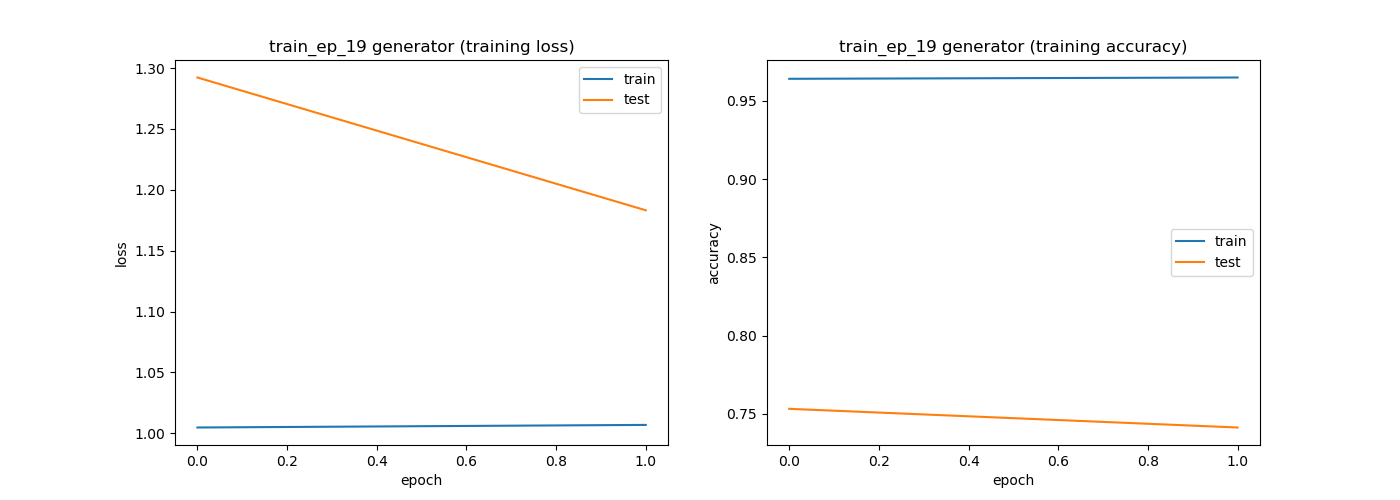 train_ep_19 generator (training loss)
1.30
1.25
1.20
1.15
1.10
1.05
1.00
loss
0.0 0.2 0.4 0.6 0.8 1.0
epoch
train
test
train_ep_19 generator (training accuracy)
0.95
0.90
0.85
0.80
0.75
accuracy
0.0 0.2 0.4 0.6 0.8 1.0
epoch
train
test